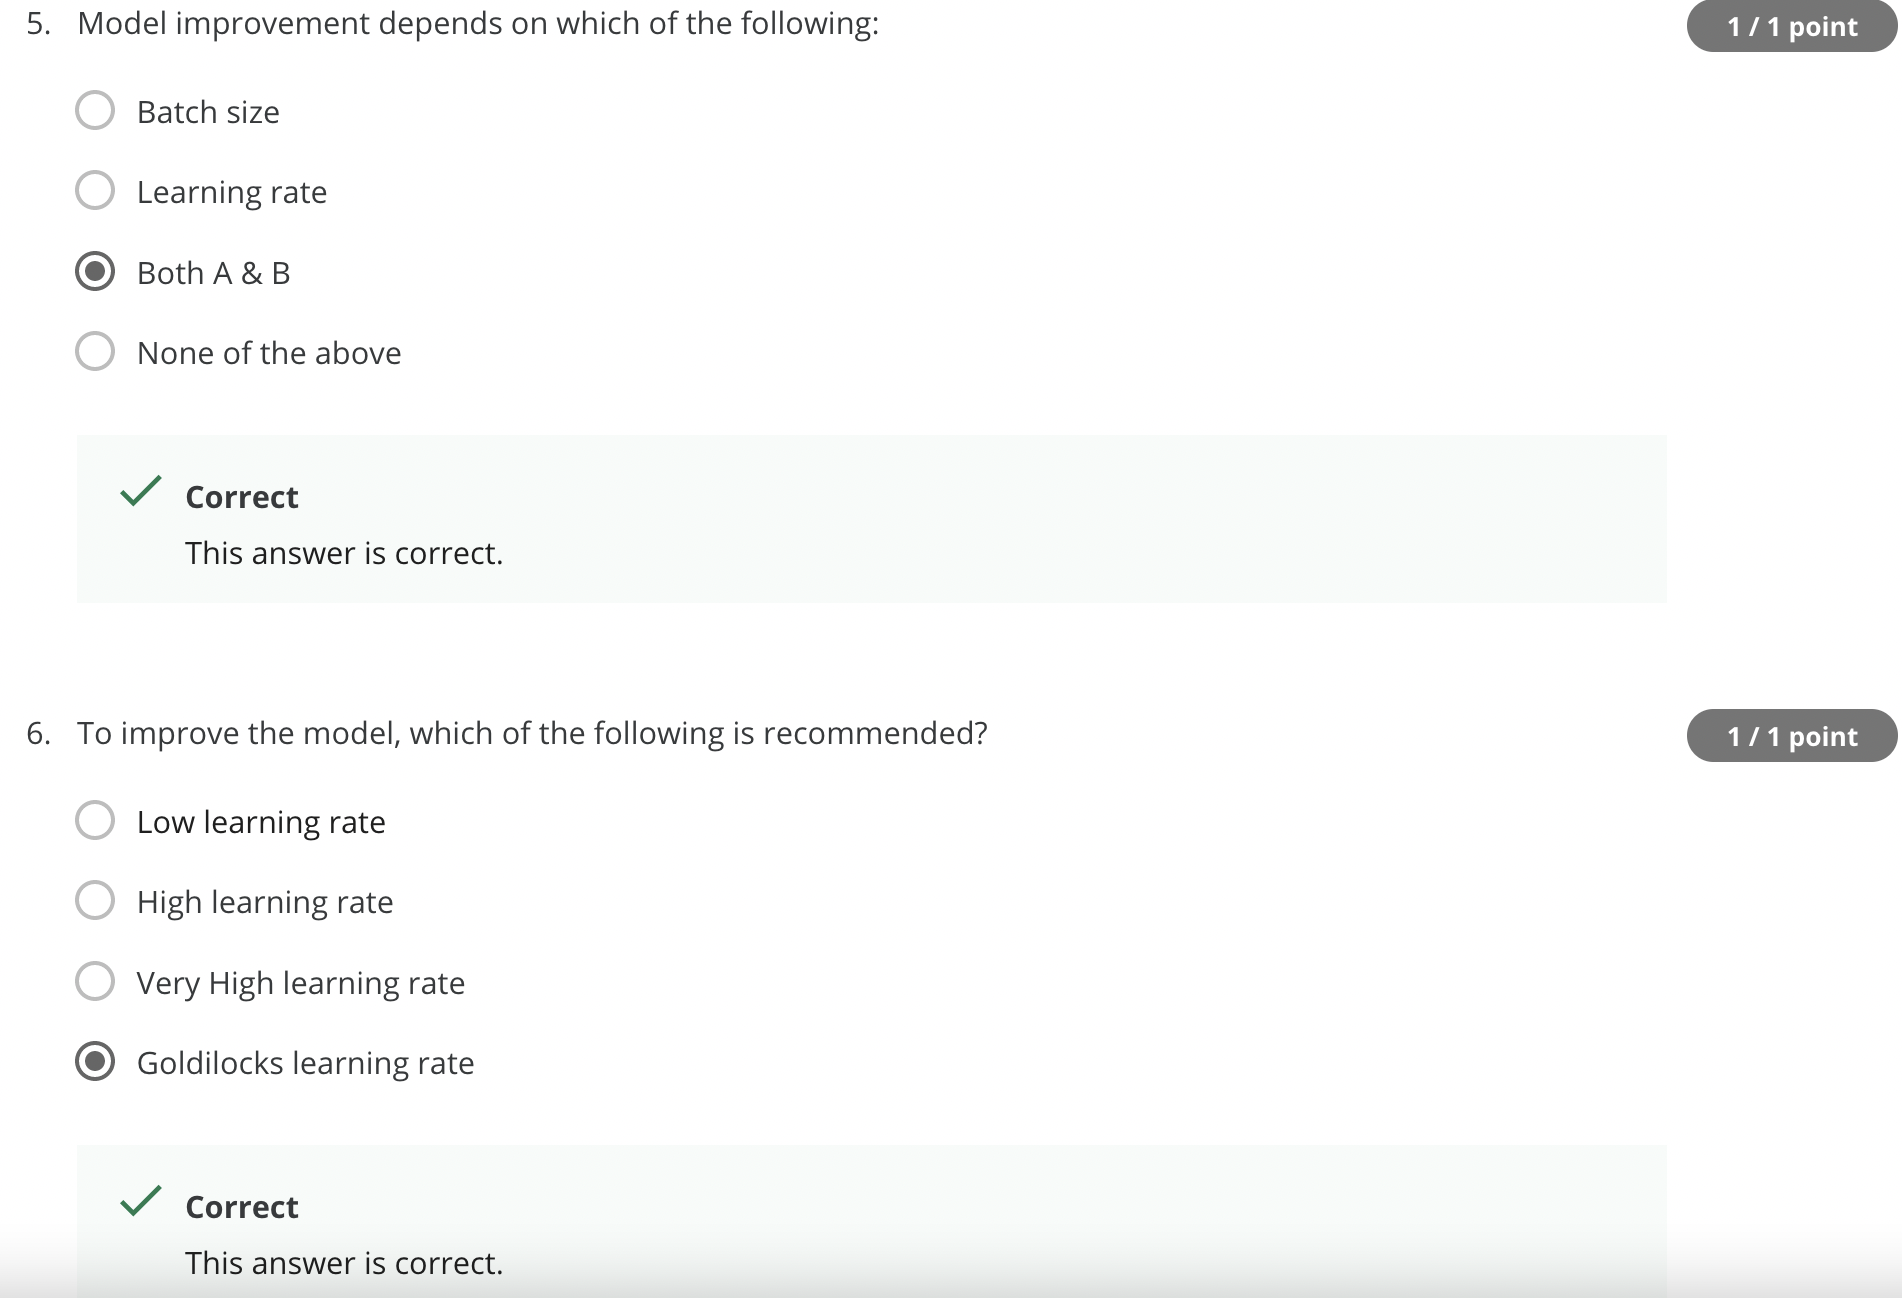 5. Model improvement depends on which of the following:
1 / 1 point
Batch size
Learning rate
Both A & B
None of the above
Correct
This answer is correct.
6. To improve the model, which of the following is recommended?
1 / 1 point
Low learning rate
High learning rate
Very High learning rate
Goldilocks learning rate
Correct
This answer is correct.